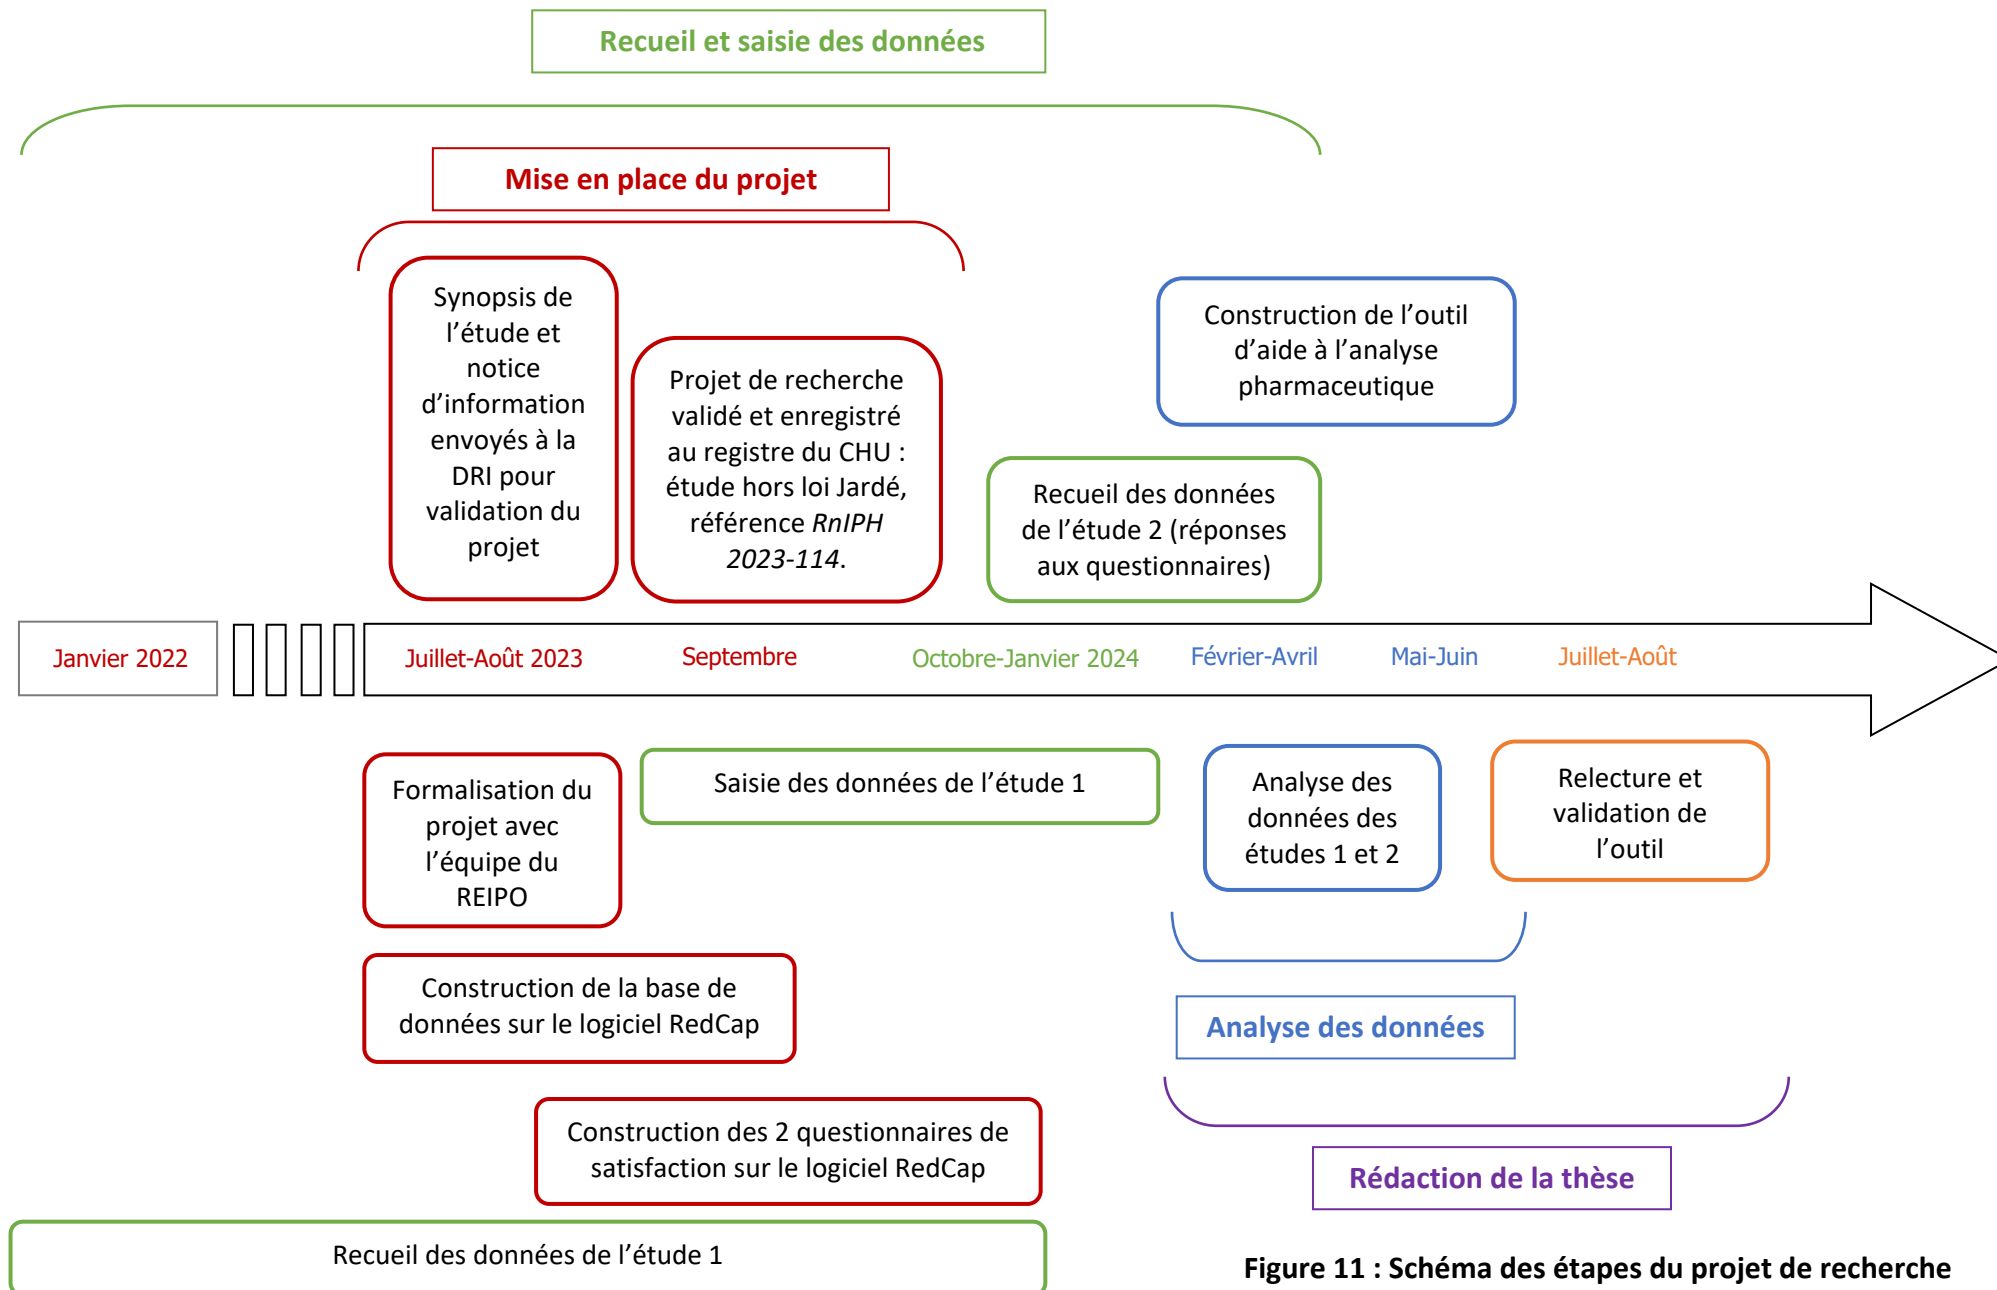 Recueil et saisie des données
Mise en place du projet
Synopsis de
l’étude et
notice
d’information
envoyés à la
DRI pour
validation du
projet
Projet de recherche
validé et enregistré
au registre du CHU :
étude hors loi Jardé,
référence RnIPH
2023-114.
Construction de l’outil
d’aide à l’analyse
pharmaceutique
Recueil des données
de l’étude 2 (réponses
aux questionnaires)
Janvier 2022
Juillet-Août 2023
Septembre
Octobre-Janvier 2024
Février-Avril
Mai-Juin
Juillet-Août
Formalisation du
projet avec
l’équipe du
REIPO
Saisie des données de l’étude 1
Analyse des
données des
études 1 et 2
Relecture et
validation de
l’outil
Construction de la base de
données sur le logiciel RedCap
Analyse des données
Construction des 2 questionnaires de
satisfaction sur le logiciel RedCap
Rédaction de la thèse
Recueil des données de l’étude 1
Figure 11 : Schéma des étapes du projet de recherche